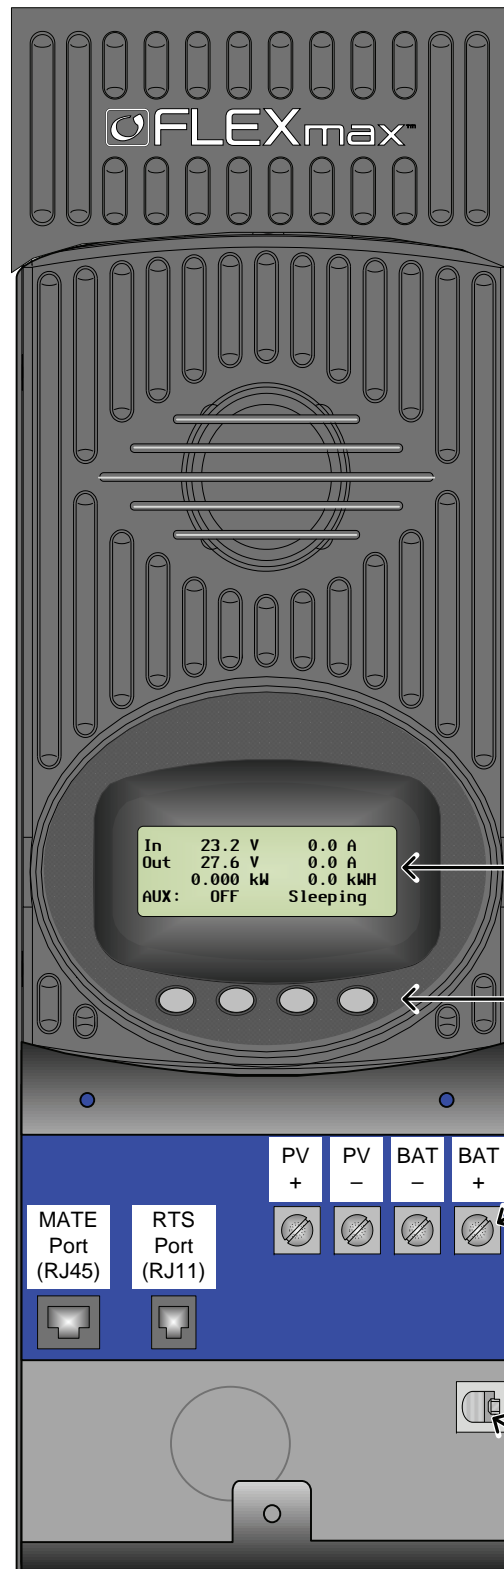 FLEXmax™
In 23.2 V 0.0 A
Out 27.6 V 0.0 A
0.000 kW 0.0 kWH
AUX: OFF Sleeping
PV + PV – BAT – BAT +
MATE Port (RJ45)
RTS Port (RJ11)